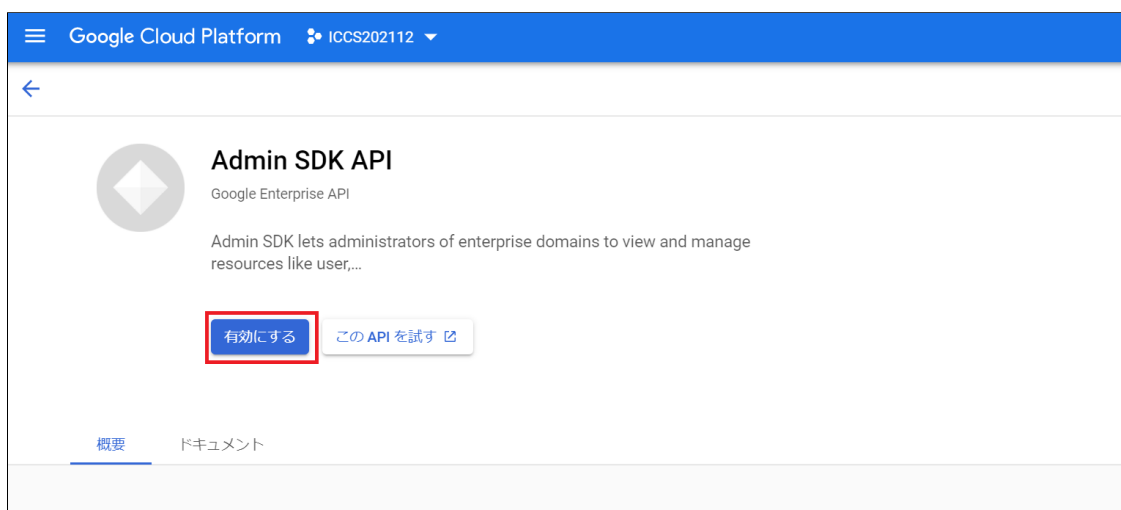 Google Cloud Platform ICCS202112
Admin SDK API
Google Enterprise API
Admin SDK lets administrators of enterprise domains to view and manage
resources like user,...
有効にする この API を試す
概要 ドキュメント